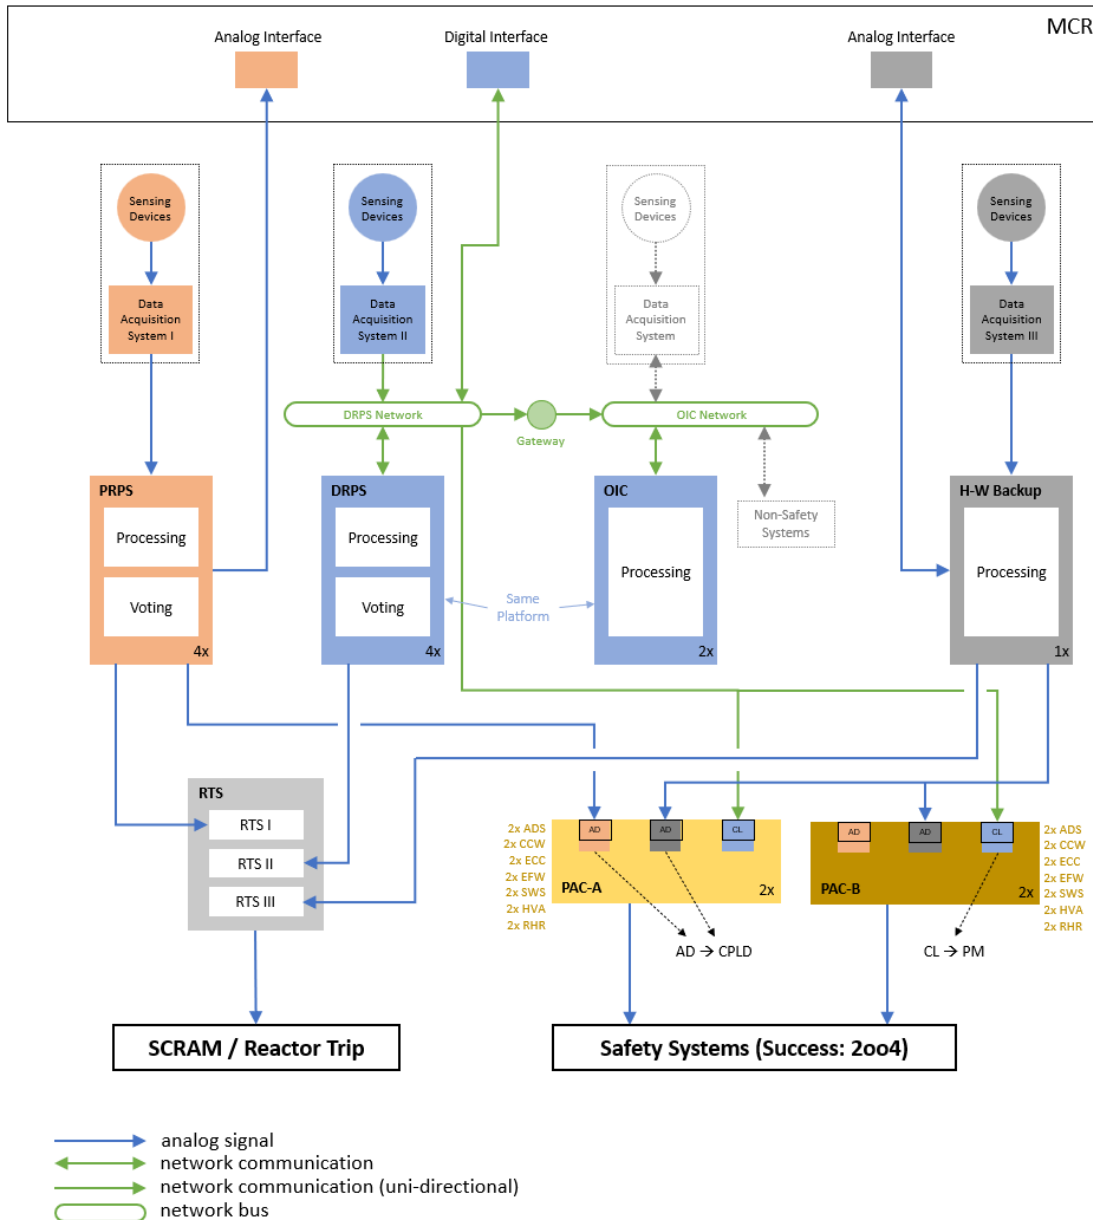 MCR
Analog Interface
Digital Interface
Analog Interface
Sensing
Devices
Sensing
Devices
Sensing
Devices
Sensing
Devices
Data
Acquisition
System I
Data
Acquisition
System II
Data
Acquisition
System
Data
Acquisition
System III
DRPS Network
OIC Network
Gateway
PRPS
Processing
Voting
4x
DRPS
Processing
Voting
4x
Same
Platform
OIC
Processing
2x
Non-Safety
Systems
H-W Backup
Processing
1x
RTS
RTS I
RTS II
RTS III
2x ADS
2x CCW
2x ECC
2x EFW
2x SWS
2x HVA
2x RHR
AD
AD
CL
PAC-A
2x
AD
AD
CL
PAC-B
2x
2x ADS
2x CCW
2x ECC
2x EFW
2x SWS
2x HVA
2x RHR
AD → CPLD
CL → PM
SCRAM / Reactor Trip
Safety Systems (Success: 2oo4)
analog signal
network communication
network communication (uni-directional)
network bus